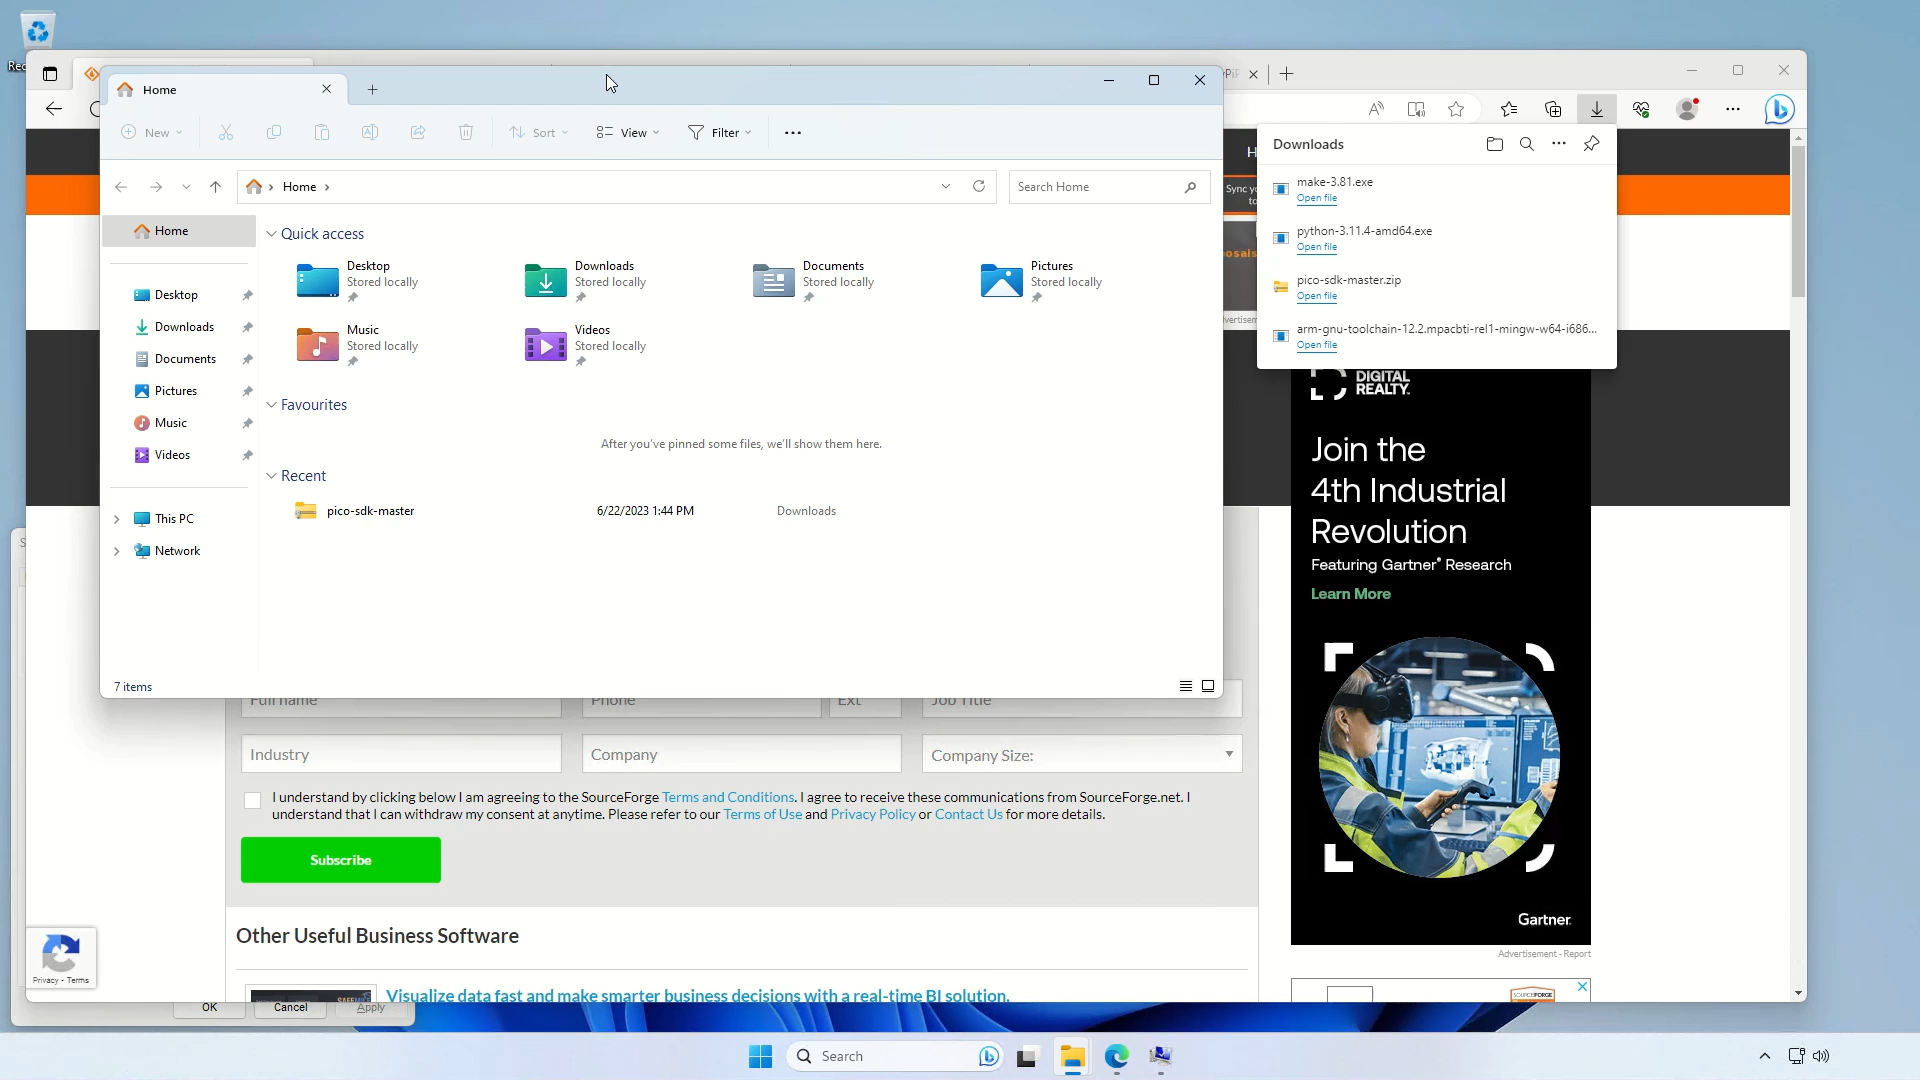 Home
New
Sort
View
Filter
Home
Search Home
Home
Desktop
Downloads
Documents
Pictures
Music
Videos
This PC
Network
Quick access
Desktop
Stored locally
Downloads
Stored locally
Documents
Stored locally
Pictures
Stored locally
Music
Stored locally
Videos
Stored locally
Favourites
After you've pinned some files, we'll show them here.
Recent
pico-sdk-master 6/22/2023 1:44 PM Downloads
7 items
Downloads
make-3.81.exe
Open file
python-3.11.4-amd64.exe
Open file
pico-sdk-master.zip
Open file
arm-gnu-toolchain-12.2.mpacbti-rel1-mingw-w64-i686...
Open file
DIGITAL
REALTY
Join the
4th Industrial
Revolution
Featuring Gartner® Research
Learn More
Gartner
Advertisement - Report
Full name Phone Ext Job Title
Industry Company Company Size:
I understand by clicking below I am agreeing to the SourceForge Terms and Conditions. I agree to receive these communications from SourceForge.net. I
understand that I can withdraw my consent at anytime. Please refer to our Terms of Use and Privacy Policy or Contact Us for more details.
Subscribe
Other Useful Business Software
Visualize data fast and make smarter business decisions with a real-time BI solution.
Privacy - Terms
OK Cancel Apply
SOURCEFORGE
Search